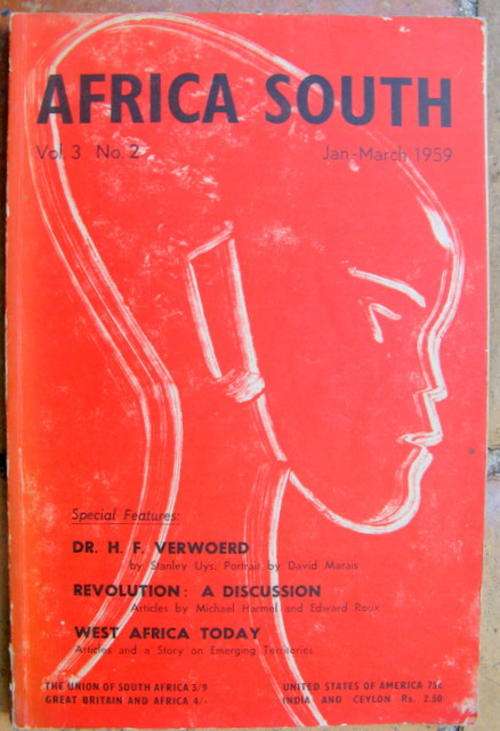 AFRICA SOUTH
Vol. 3 No. 2 Jan.-March 1959
Special Features:
DR. H. F. VERWOERD
by Stanley Uys, Portrait by David Marais
REVOLUTION: A DISCUSSION
Articles by Michael Harmel and Edward Roux
WEST AFRICA TODAY
Articles and a Story on Emerging Territories
THE UNION OF SOUTH AFRICA 3/9 UNITED STATES OF AMERICA 75c
GREAT BRITAIN AND AFRICA 4/- INDIA AND CEYLON Rs. 2.50